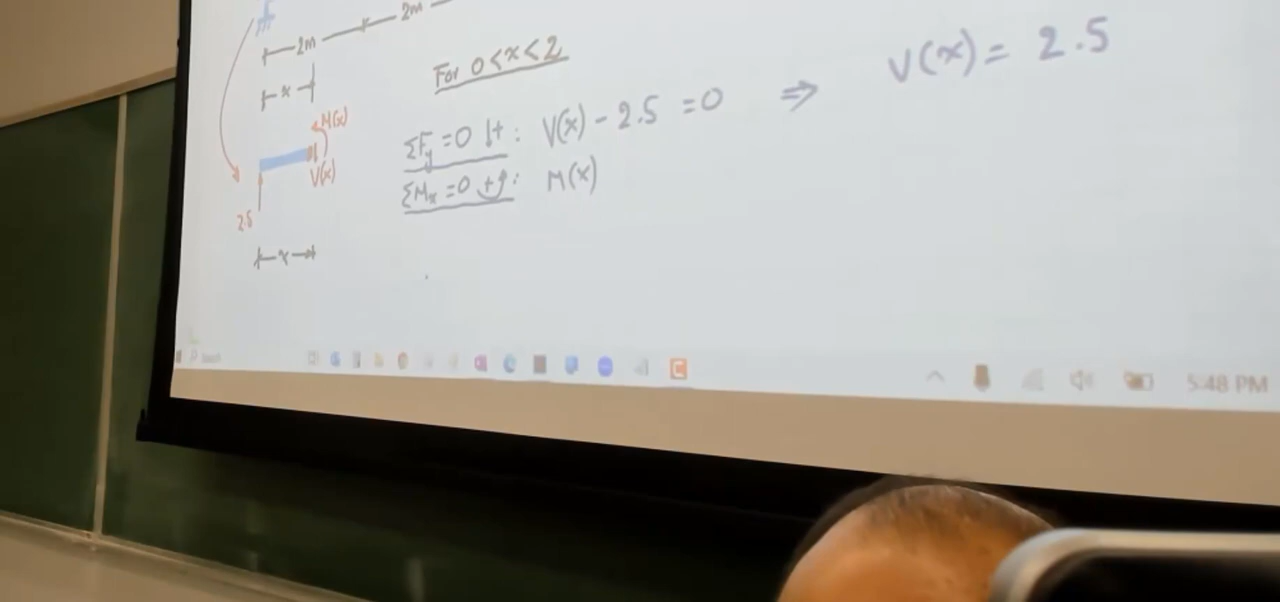 2m
2m
x
For 0<x<2
M(x)
ΣFy=0 ↓+: V(x) - 2.5 = 0 ⇒ V(x) = 2.5
V(x)
ΣMx=0 +↺: M(x)
2.5
x
5:48 PM